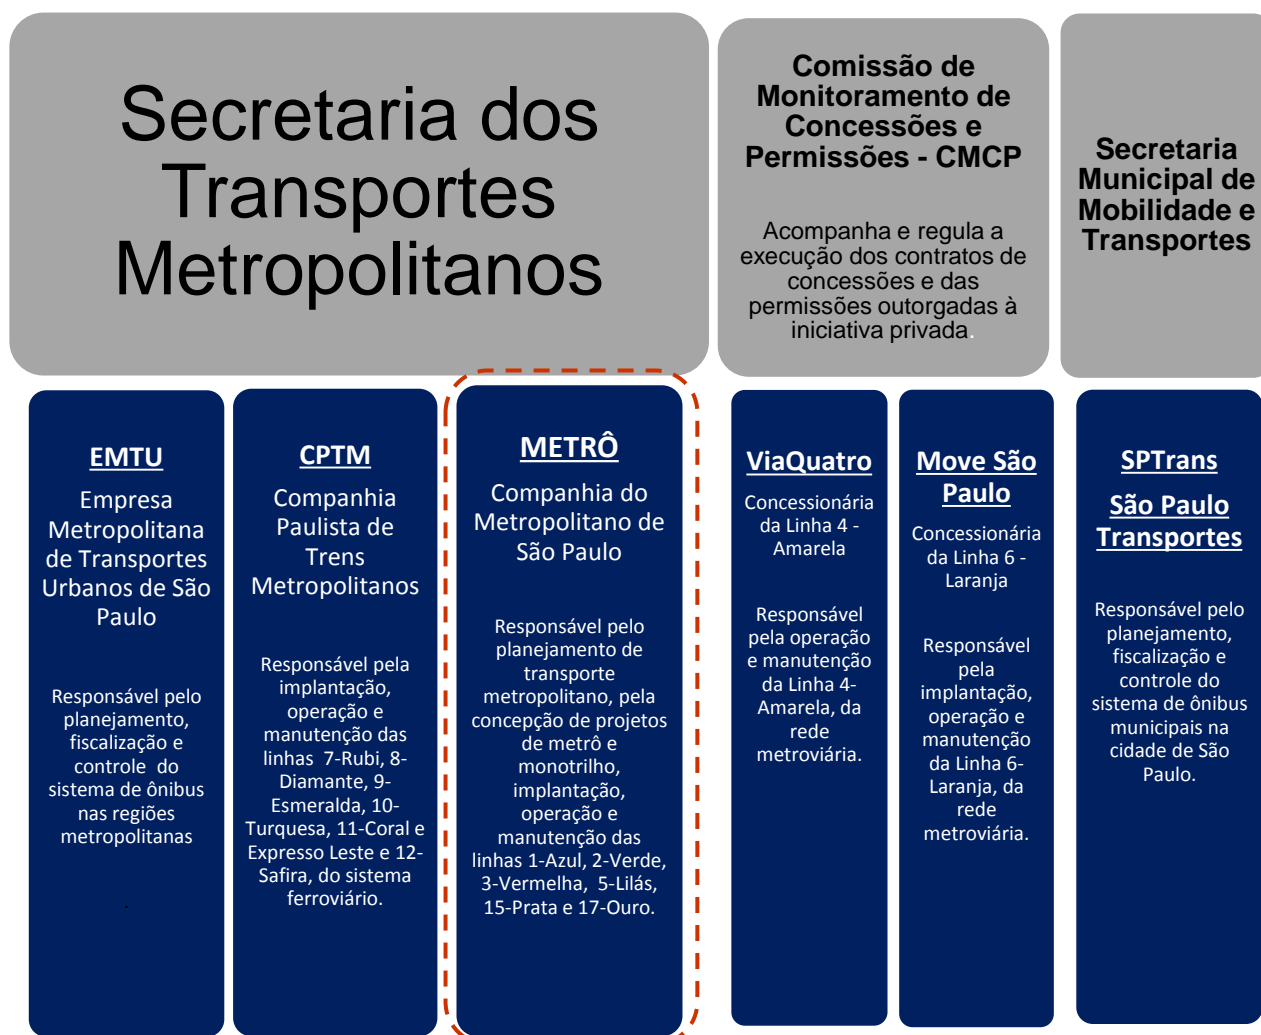 Secretaria dos
Transportes
Metropolitanos
Comissão de
Monitoramento de
Concessões e
Permissões - CMCP
Acompanha e regula a
execução dos contratos de
concessões e das
permissões outorgadas à
iniciativa privada.
Secretaria
Municipal de
Mobilidade e
Transportes
EMTU
Empresa
Metropolitana
de Transportes
Urbanos de São
Paulo
Responsável pelo
planejamento,
fiscalização e
controle do
sistema de ônibus
nas regiões
metropolitanas
.
CPTM
Companhia
Paulista de
Trens
Metropolitanos
Responsável pela
implantação,
operação e
manutenção das
linhas 7-Rubi, 8-
Diamante, 9-
Esmeralda, 10-
Turquesa, 11-Coral e
Expresso Leste e 12-
Safira, do sistema
ferroviário.
METRÔ
Companhia do
Metropolitano de
São Paulo
Responsável pelo
planejamento de
transporte
metropolitano, pela
concepção de projetos
de metrô e
monotrilho,
implantação,
operação e
manutenção das
linhas 1-Azul, 2-Verde,
3-Vermelha, 5-Lilás,
15-Prata e 17-Ouro.
ViaQuatro
Concessionária
da Linha 4 -
Amarela
Responsável
pela operação
e manutenção
da Linha 4-
Amarela, da
rede
metroviária.
Move São
Paulo
Concessionária
da Linha 6 -
Laranja
Responsável
pela
implantação,
operação e
manutenção
da Linha 6-
Laranja, da
rede
metroviária.
SPTrans
São Paulo
Transportes
Responsável pelo
planejamento,
fiscalização e
controle do
sistema de ônibus
municipais na
cidade de São
Paulo.